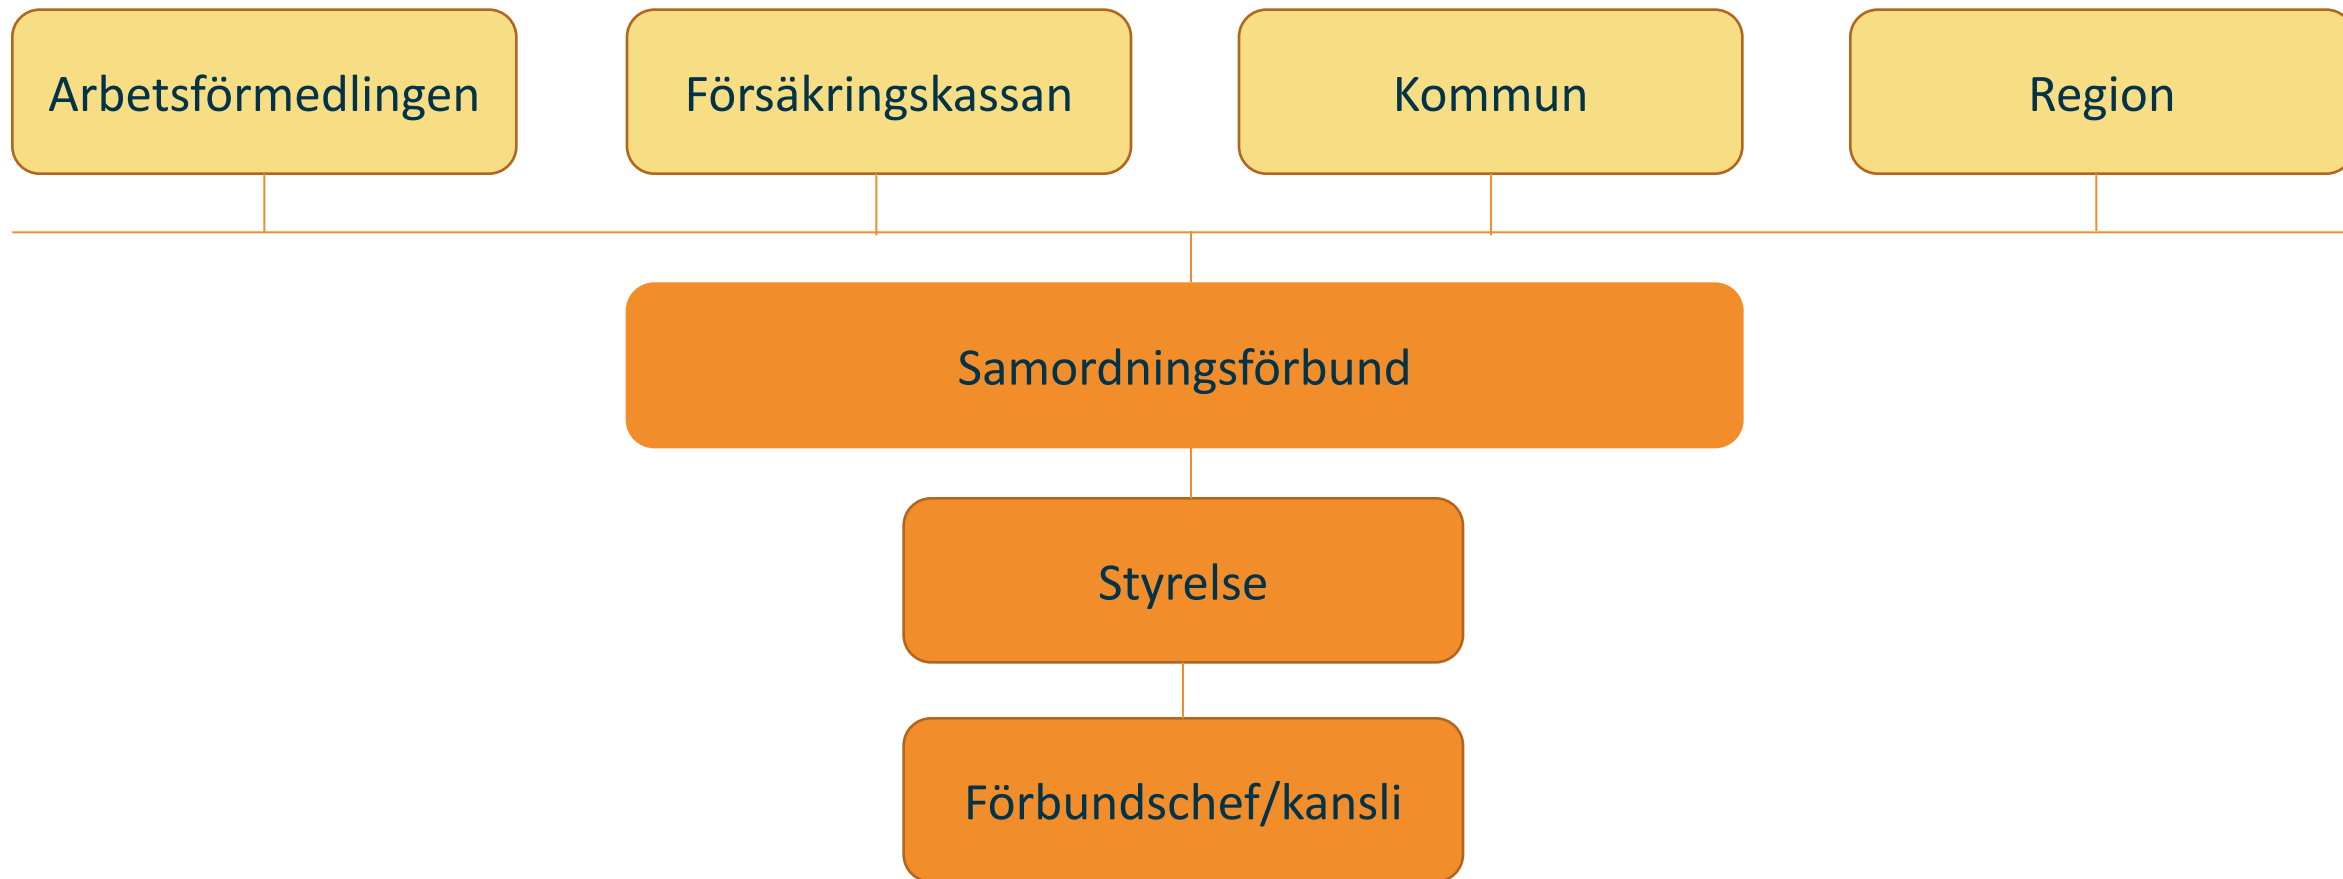 Arbetsförmedlingen
Försäkringskassan
Kommun
Region
Samordningsförbund
Styrelse
Förbundschef/kansli